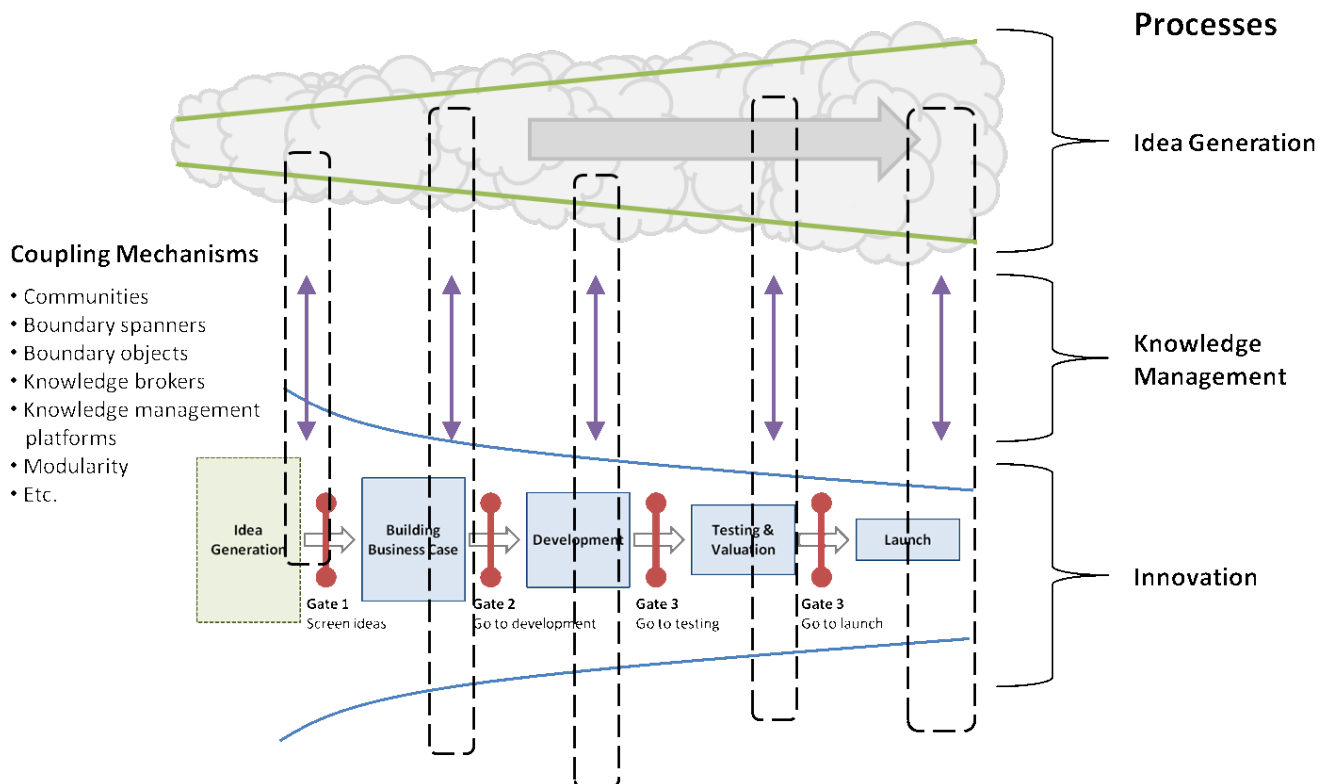 Processes
Idea Generation
Coupling Mechanisms
• Communities
• Boundary spanners
• Boundary objects
• Knowledge brokers
• Knowledge management
platforms
• Modularity
• Etc.
Knowledge
Management
Idea
Generation
Building
Business Case
Development
Testing &
Valuation
Launch
Gate 1
Screen ideas
Gate 2
Go to development
Gate 3
Go to testing
Gate 3
Go to launch
Innovation